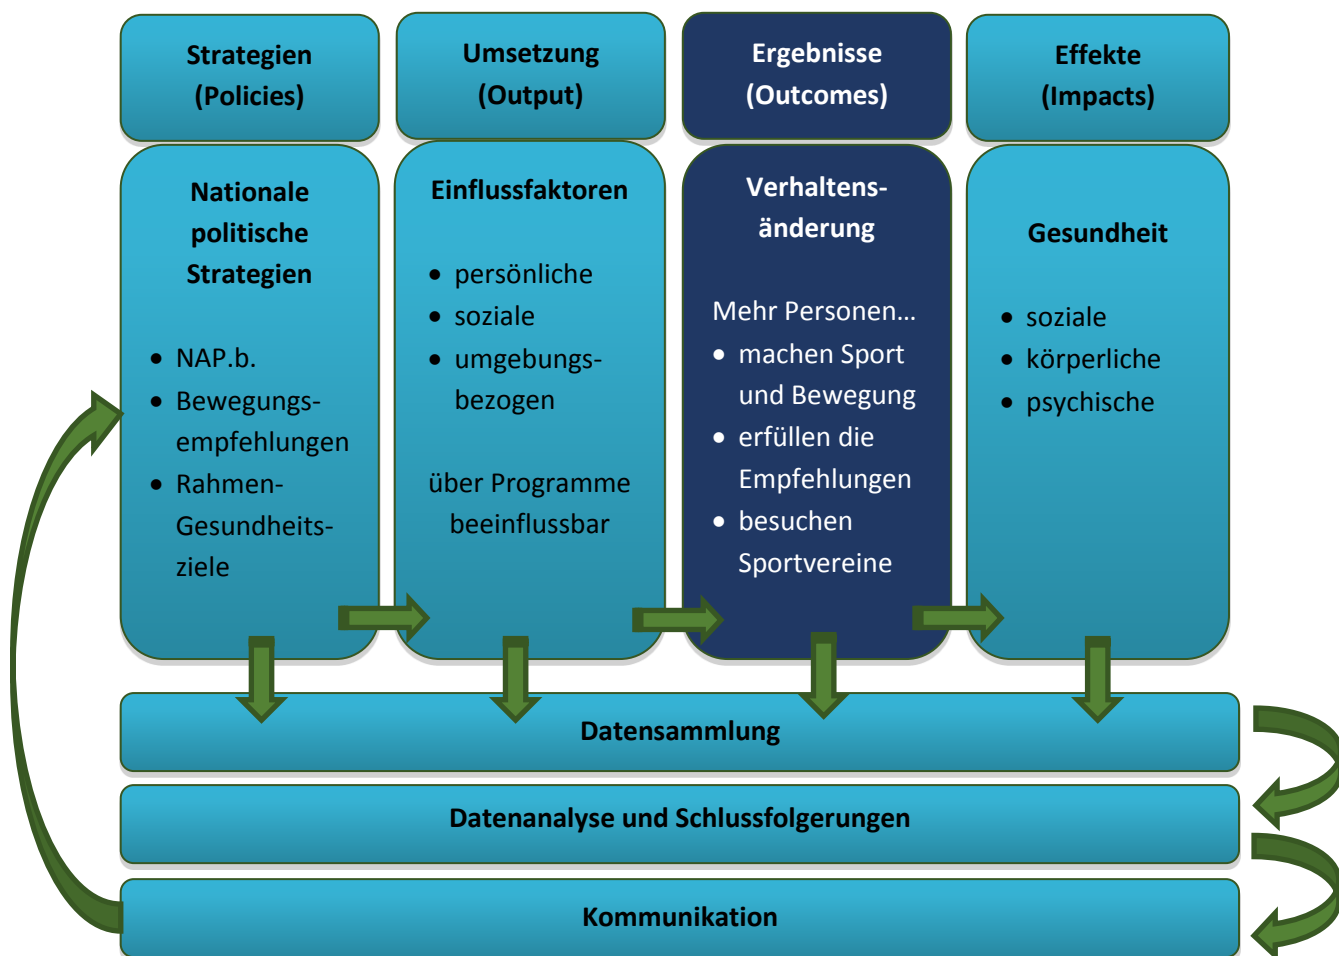 Strategien
(Policies)
Umsetzung
(Output)
Ergebnisse
(Outcomes)
Effekte
(Impacts)
Nationale
politische
Strategien
• NAP.b.
• Bewegungs-
empfehlungen
• Rahmen-
Gesundheits-
ziele
Einflussfaktoren
• persönliche
• soziale
• umgebungs-
bezogen
über Programme
beeinflussbar
Verhaltens-
änderung
Mehr Personen...
• machen Sport
und Bewegung
• erfüllen die
Empfehlungen
• besuchen
Sportvereine
Gesundheit
• soziale
• körperliche
• psychische
Datensammlung
Datenanalyse und Schlussfolgerungen
Kommunikation